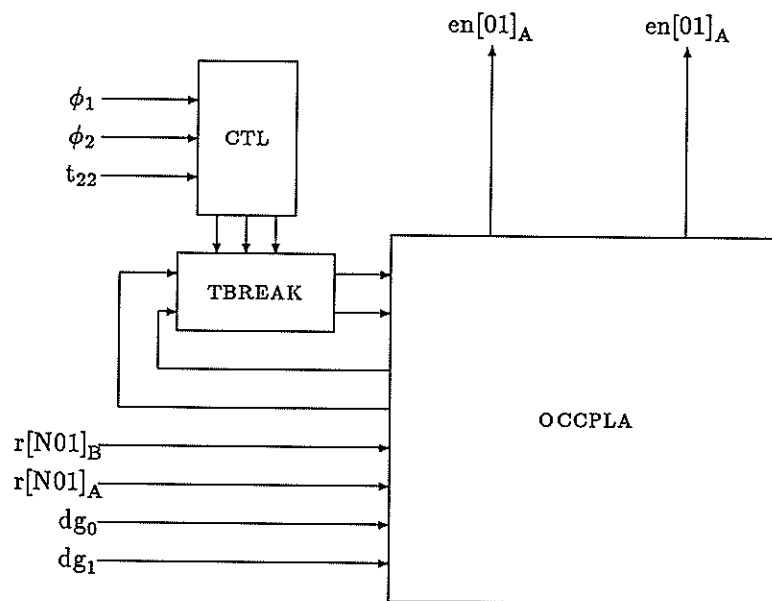 en[01]A en[01]A
ϕ1
ϕ2
t22
CTL
TBREAK
OCCPLA
r[N01]B
r[N01]A
dg0
dg1